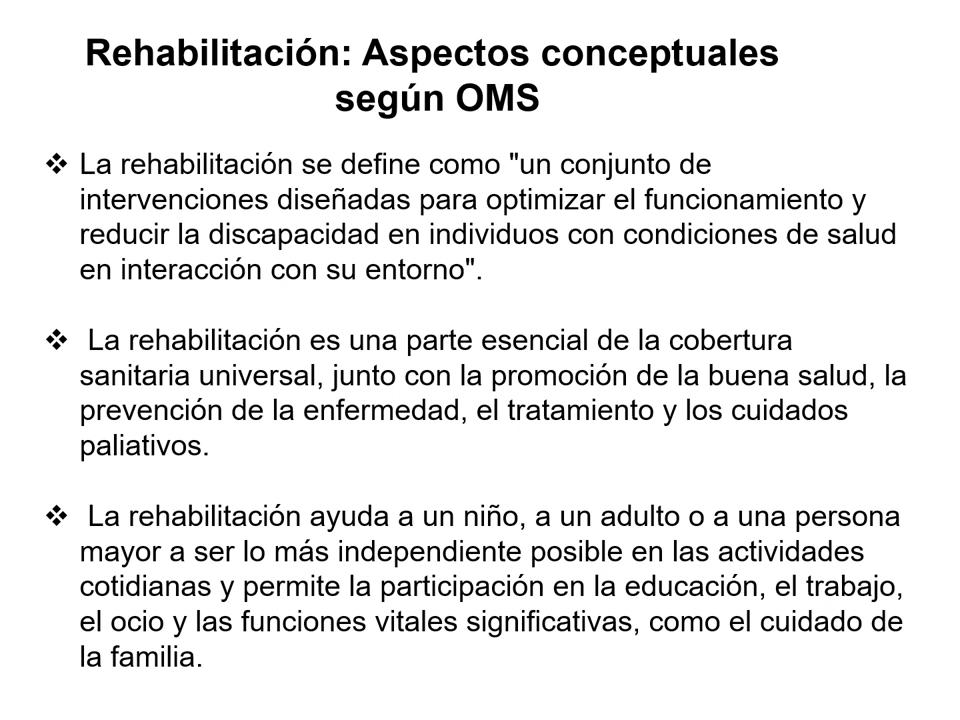 Rehabilitación: Aspectos conceptuales
según OMS
❖ La rehabilitación se define como "un conjunto de
intervenciones diseñadas para optimizar el funcionamiento y
reducir la discapacidad en individuos con condiciones de salud
en interacción con su entorno".
❖ La rehabilitación es una parte esencial de la cobertura
sanitaria universal, junto con la promoción de la buena salud, la
prevención de la enfermedad, el tratamiento y los cuidados
paliativos.
❖ La rehabilitación ayuda a un niño, a un adulto o a una persona
mayor a ser lo más independiente posible en las actividades
cotidianas y permite la participación en la educación, el trabajo,
el ocio y las funciones vitales significativas, como el cuidado de
la familia.